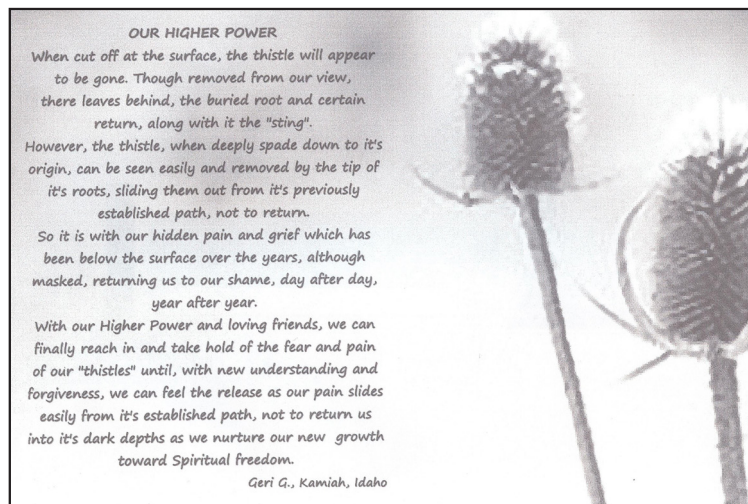 OUR HIGHER POWER
When cut off at the surface, the thistle will appear
to be gone. Though removed from our view,
there leaves behind, the buried root and certain
return, along with it the "sting".
However, the thistle, when deeply spade down to it's
origin, can be seen easily and removed by the tip of
it's roots, sliding them out from it's previously
established path, not to return.
So it is with our hidden pain and grief which has
been below the surface over the years, although
masked, returning us to our shame, day after day,
year after year.
With our Higher Power and loving friends, we can
finally reach in and take hold of the fear and pain
of our "thistles" until, with new understanding and
forgiveness, we can feel the release as our pain slides
easily from it's established path, not to return us
into it's dark depths as we nurture our new growth
toward Spiritual freedom.
Geri G., Kamiah, Idaho